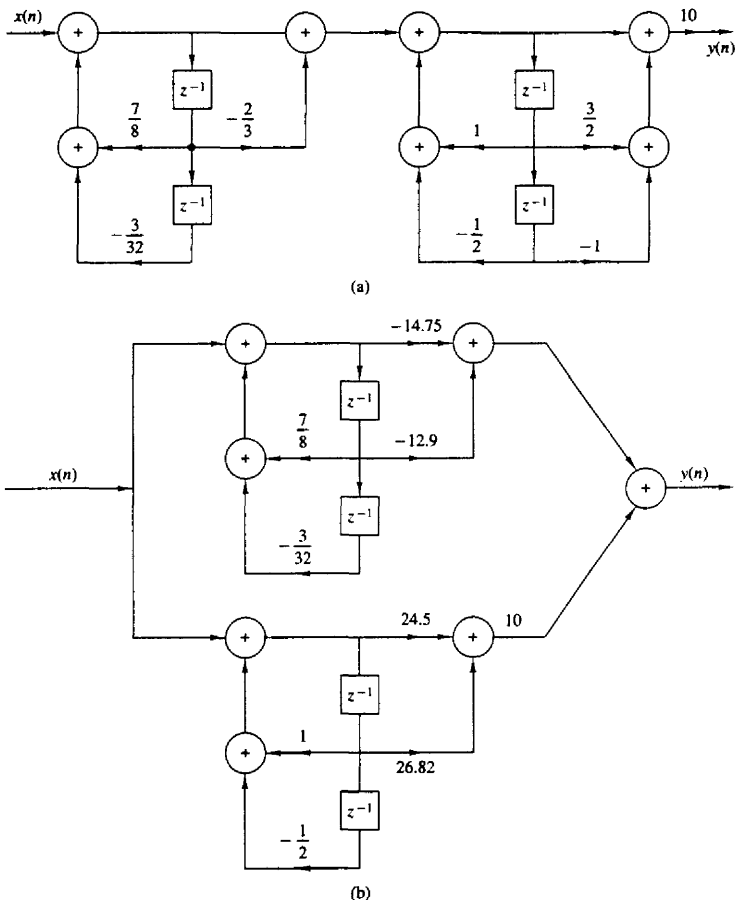 x(n) + + + + 10
y(n)
z⁻¹ z⁻¹
7/8 -2/3 1 3/2
+ + +
z⁻¹ z⁻¹
-3/32 -1/2 -1
(a)
-14.75
+ +
z⁻¹
7/8 -12.9
+
x(n) + y(n)
z⁻¹
-3/32
24.5 10
+ +
z⁻¹
1
+
26.82
z⁻¹
-1/2
(b)